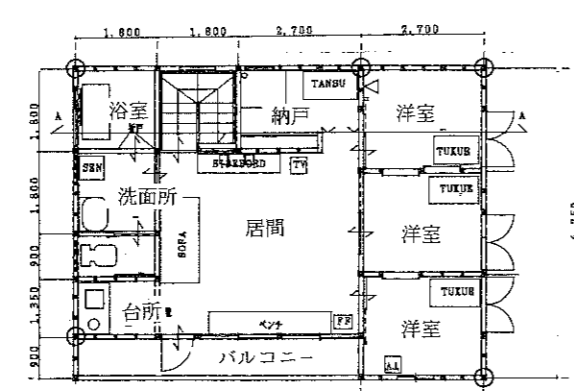 1,800 1,800 2,700 2,700
TANSU
浴室
納戸
洋室
A
A
1,800
SIDEBORD
TV
TUKUE
SEN
TUKUE
洗面所
1,800
居間
洋室
SOFA
900
TUKUE
台所
1,350
ベンチ
FF
洋室
バルコニー
900